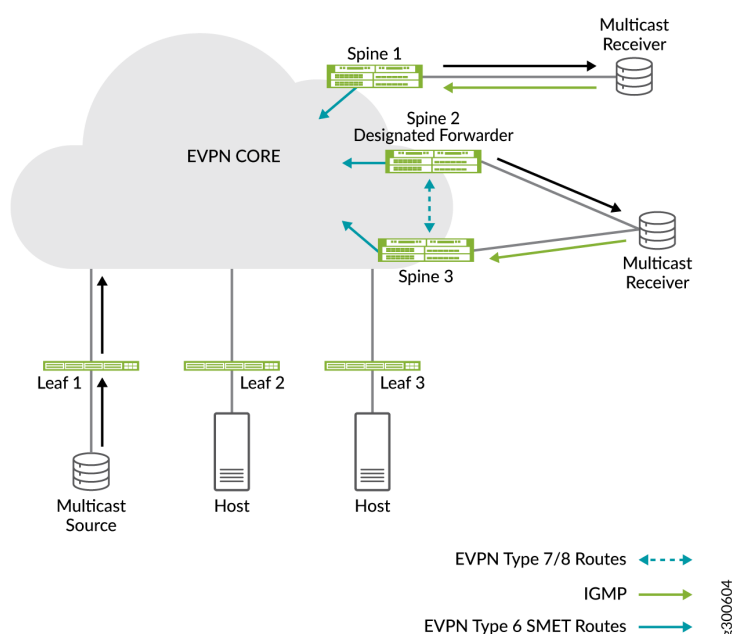 Multicast
Receiver
Spine 1
Spine 2
Designated Forwarder
EVPN CORE
Spine 3
Multicast
Receiver
Leaf 1
Leaf 2
Leaf 3
Multicast
Source
Host
Host
EVPN Type 7/8 Routes
IGMP
EVPN Type 6 SMET Routes
g300604